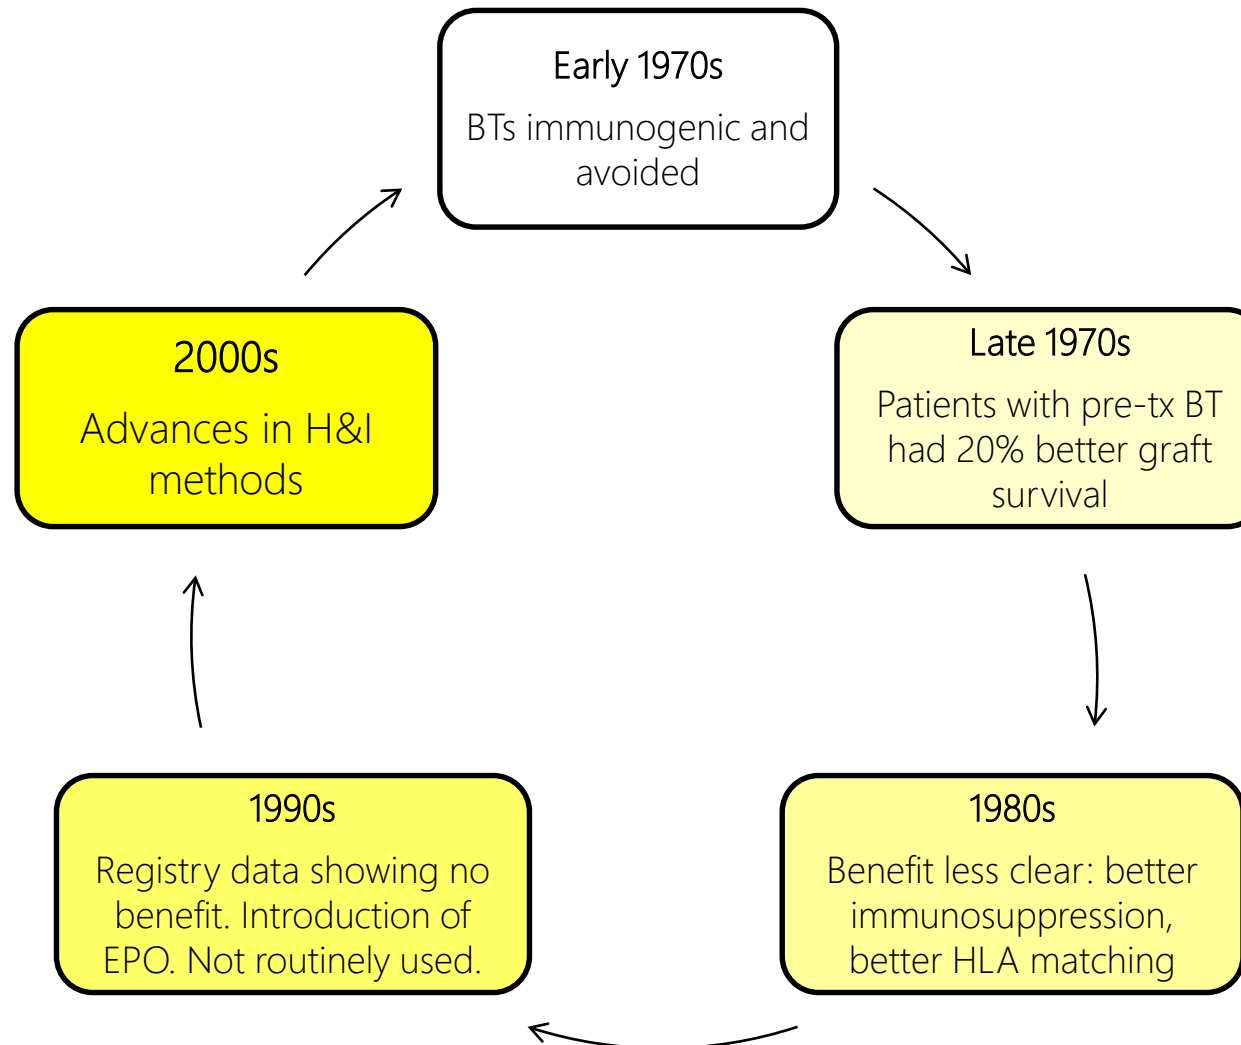 Early 1970s
BTs immunogenic and
avoided
Late 1970s
Patients with pre-tx BT
had 20% better graft
survival
1980s
Benefit less clear: better
immunosuppression,
better HLA matching
1990s
Registry data showing no
benefit. Introduction of
EPO. Not routinely used.
2000s
Advances in H&I
methods